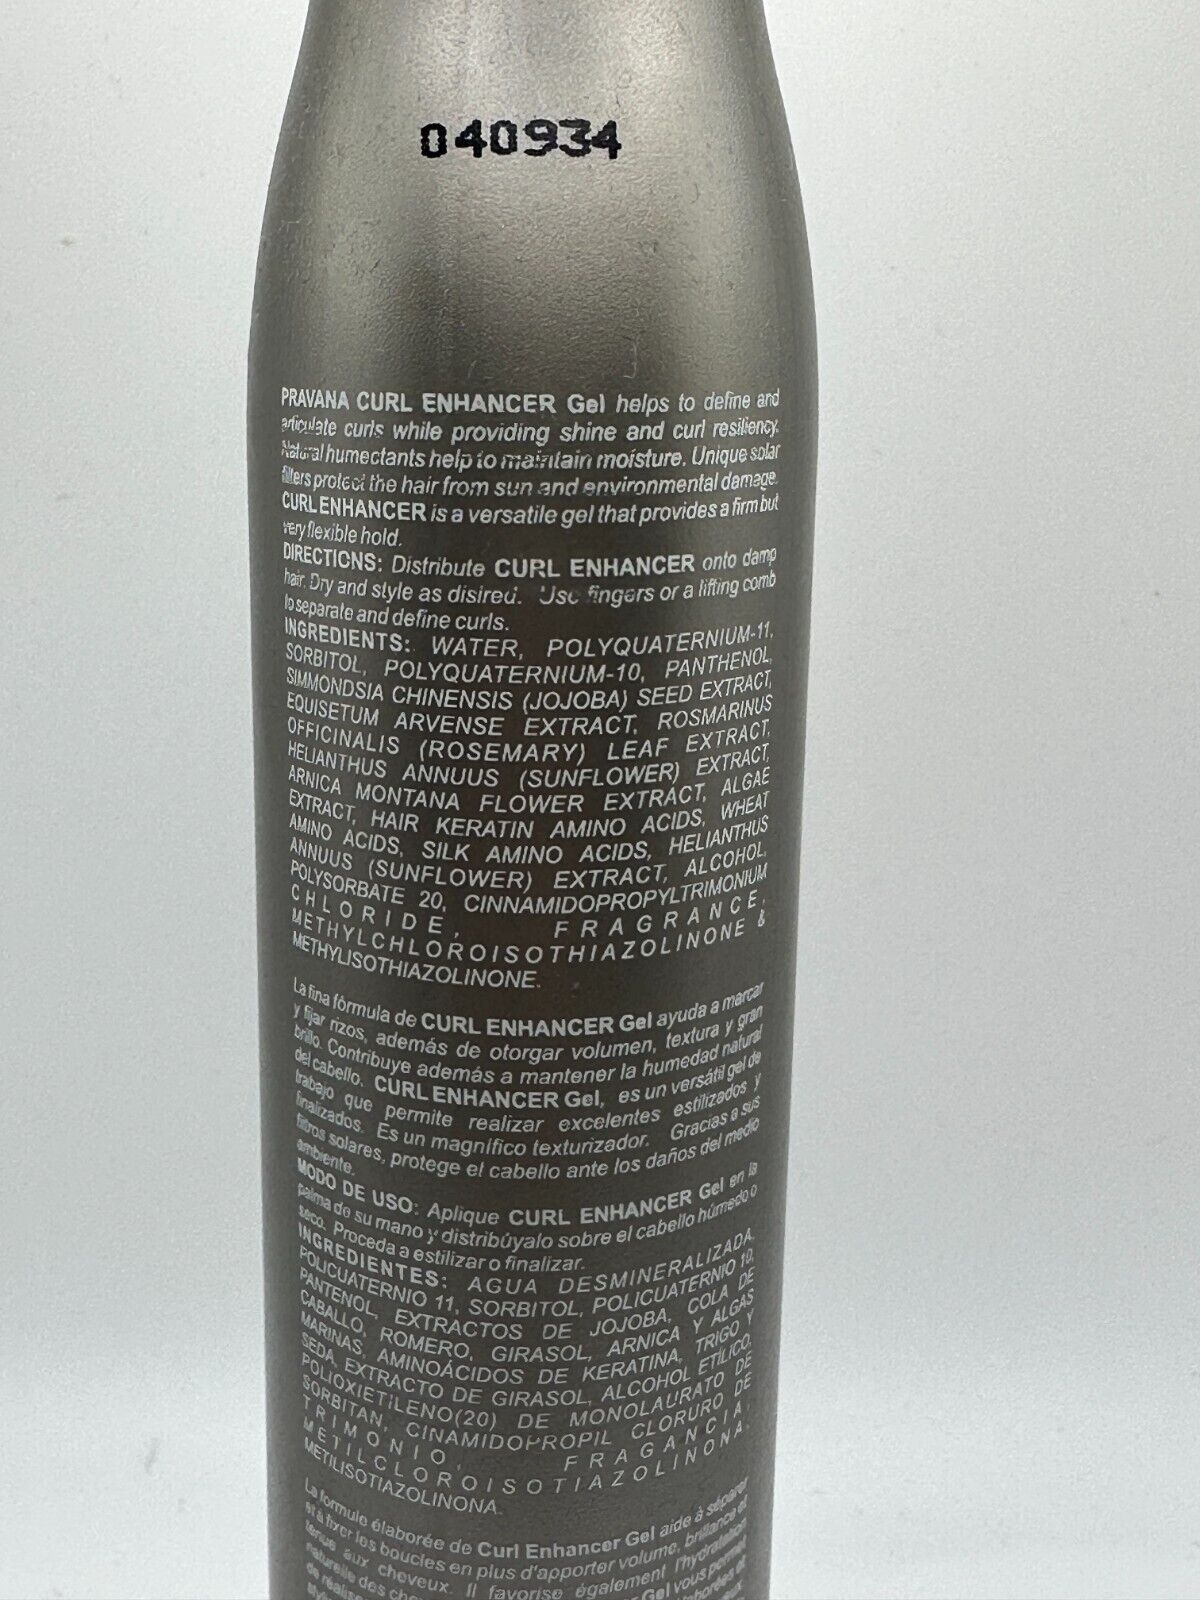 040934
PRAVANA CURL ENHANCER Gel helps to define and
articulate curls while providing shine and curl resiliency.
Natural humectants help to maintain moisture. Unique solar
filters protect the hair from sun and environmental damage.
CURL ENHANCER is a versatile gel that provides a firm but
very flexible hold.
DIRECTIONS: Distribute CURL ENHANCER onto damp
hair. Dry and style as disired. Use fingers or a lifting comb
to separate and define curls.
INGREDIENTS: WATER, POLYQUATERNIUM-11,
SORBITOL, POLYQUATERNIUM-10, PANTHENOL,
SIMMONDSIA CHINENSIS (JOJOBA) SEED EXTRACT,
EQUISETUM ARVENSE EXTRACT, ROSMARINUS
OFFICINALIS (ROSEMARY) LEAF EXTRACT,
HELIANTHUS ANNUUS (SUNFLOWER) EXTRACT,
ARNICA MONTANA FLOWER EXTRACT, ALGAE
EXTRACT, HAIR KERATIN AMINO ACIDS, WHEAT
AMINO ACIDS, SILK AMINO ACIDS, HELIANTHUS
ANNUUS (SUNFLOWER) EXTRACT, ALCOHOL,
POLYSORBATE 20, CINNAMIDOPROPYLTRIMONIUM
CHLORIDE, FRAGRANCE,
METHYLCHLOROISOTHIAZOLINONE &
METHYLISOTHIAZOLINONE.
La fina fórmula de CURL ENHANCER Gel ayuda a marcar
y fijar rizos, además de otorgar volumen, textura y gran
brillo. Contribuye además a mantener la humedad natural
del cabello. CURL ENHANCER Gel, es un versátil gel de
trabajo que permite realizar excelentes estilizados y
finalizados. Es un magnífico texturizador. Gracias a sus
filtros solares, protege el cabello ante los daños del medio
ambiente.
MODO DE USO: Aplique CURL ENHANCER Gel en la
palma de su mano y distribúyalo sobre el cabello húmedo o
seco. Proceda a estilizar o finalizar.
INGREDIENTES: AGUA DESMINERALIZADA,
POLICUATERNIO 11, SORBITOL, POLICUATERNIO 10,
PANTENOL, EXTRACTOS DE JOJOBA, COLA DE
CABALLO, ROMERO, GIRASOL, ARNICA Y ALGAS
MARINAS, AMINOÁCIDOS DE KERATINA, TRIGO Y
SEDA, EXTRACTO DE GIRASOL, ALCOHOL ETÍLICO,
POLIOXIETILENO(20) DE MONOLAURATO DE
SORBITAN, CINAMIDOPROPIL CLORURO DE
TRIMONIO, FRAGANCIA,
METILCLOROISOTIAZOLINONA,
METILISOTIAZOLINONA.
La formule élaborée de Curl Enhancer Gel aide à séparer
et à fixer les boucles en plus d'apporter volume, brillance et
tenue aux cheveux. Il favorise également l'hydratation
naturelle des Gel vous permet
de